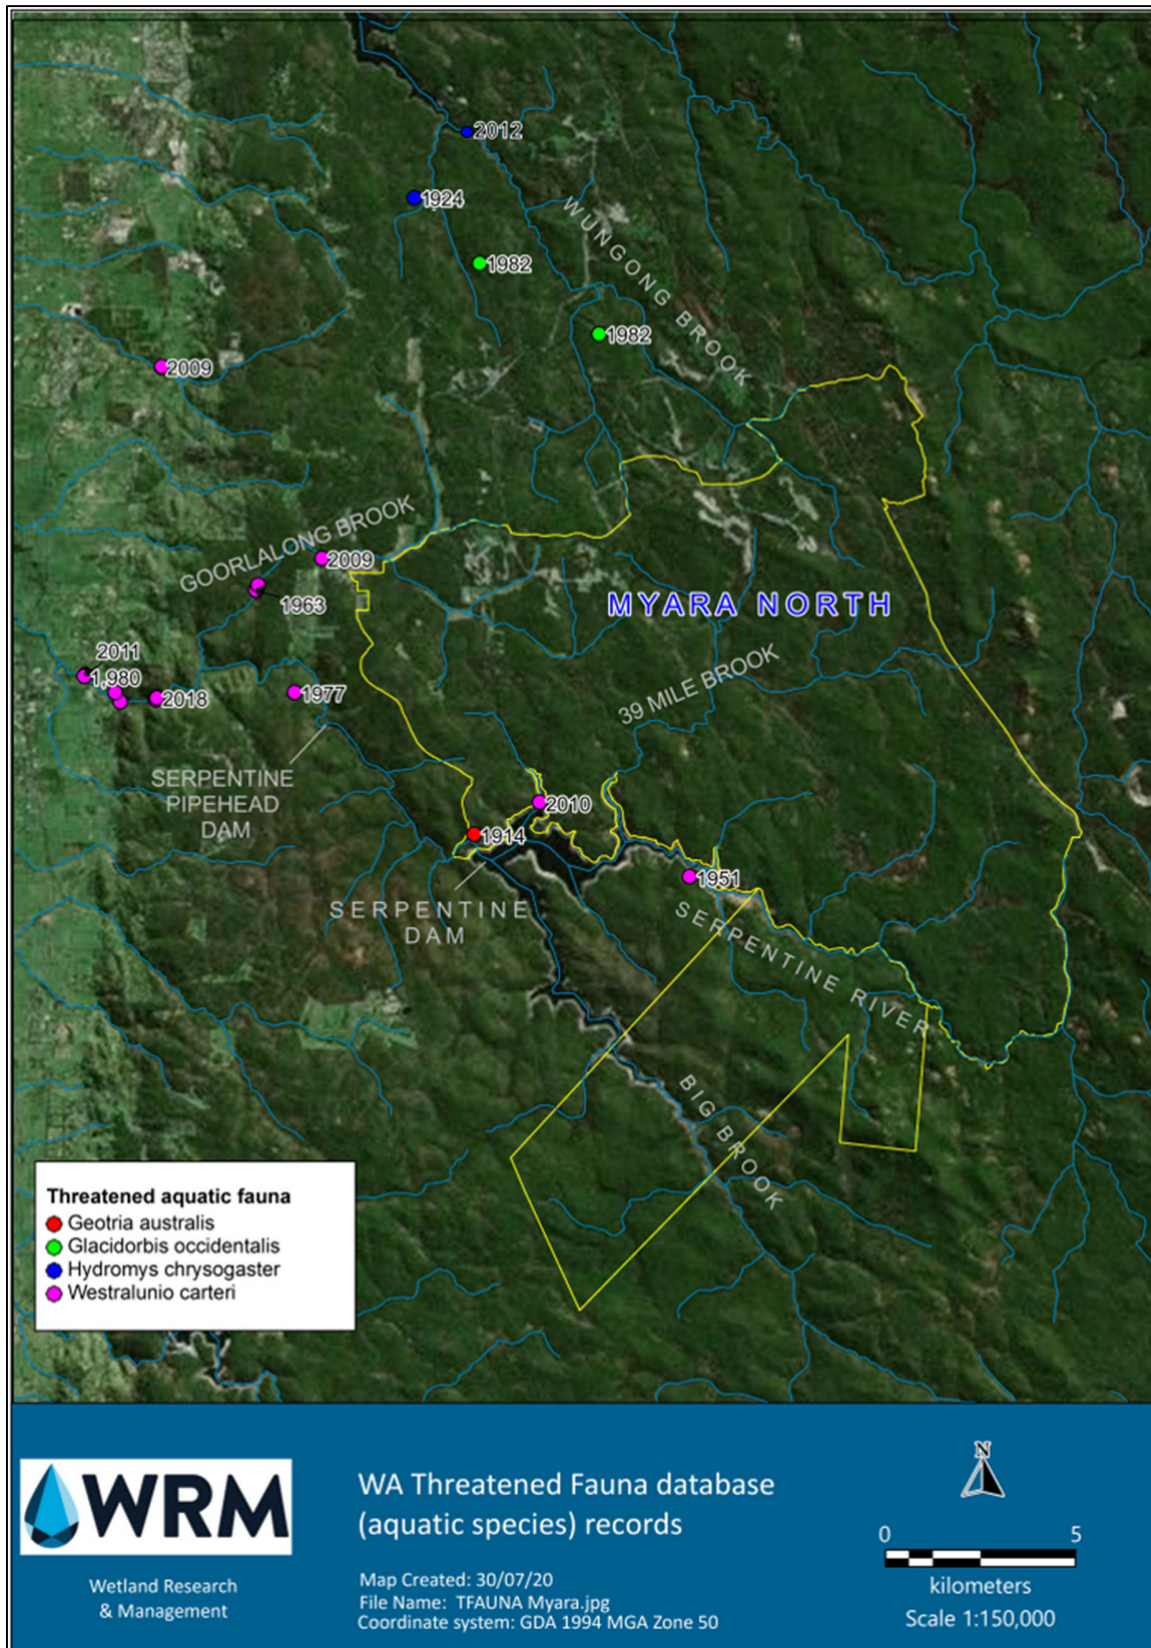 2012
1924
1982
WUNGONG BROOK
1982
2009
GOORLALONG BROOK
2009
1963
MYARA NORTH
2011
1,980
2018
1977
39 MILE BROOK
SERPENTINE
PIPEHEAD
DAM
2010
1914
1951
SERPENTINE
DAM
SERPENTINE RIVER
BIG BROOK
Threatened aquatic fauna
Geotria australis
Glacidorbis occidentalis
Hydromys chrysogaster
Westralunio carteri
WRM
Wetland Research
& Management
WA Threatened Fauna database
(aquatic species) records
Map Created: 30/07/20
File Name: TFAUNA Myara.jpg
Coordinate system: GDA 1994 MGA Zone 50
N
0 5
kilometers
Scale 1:150,000